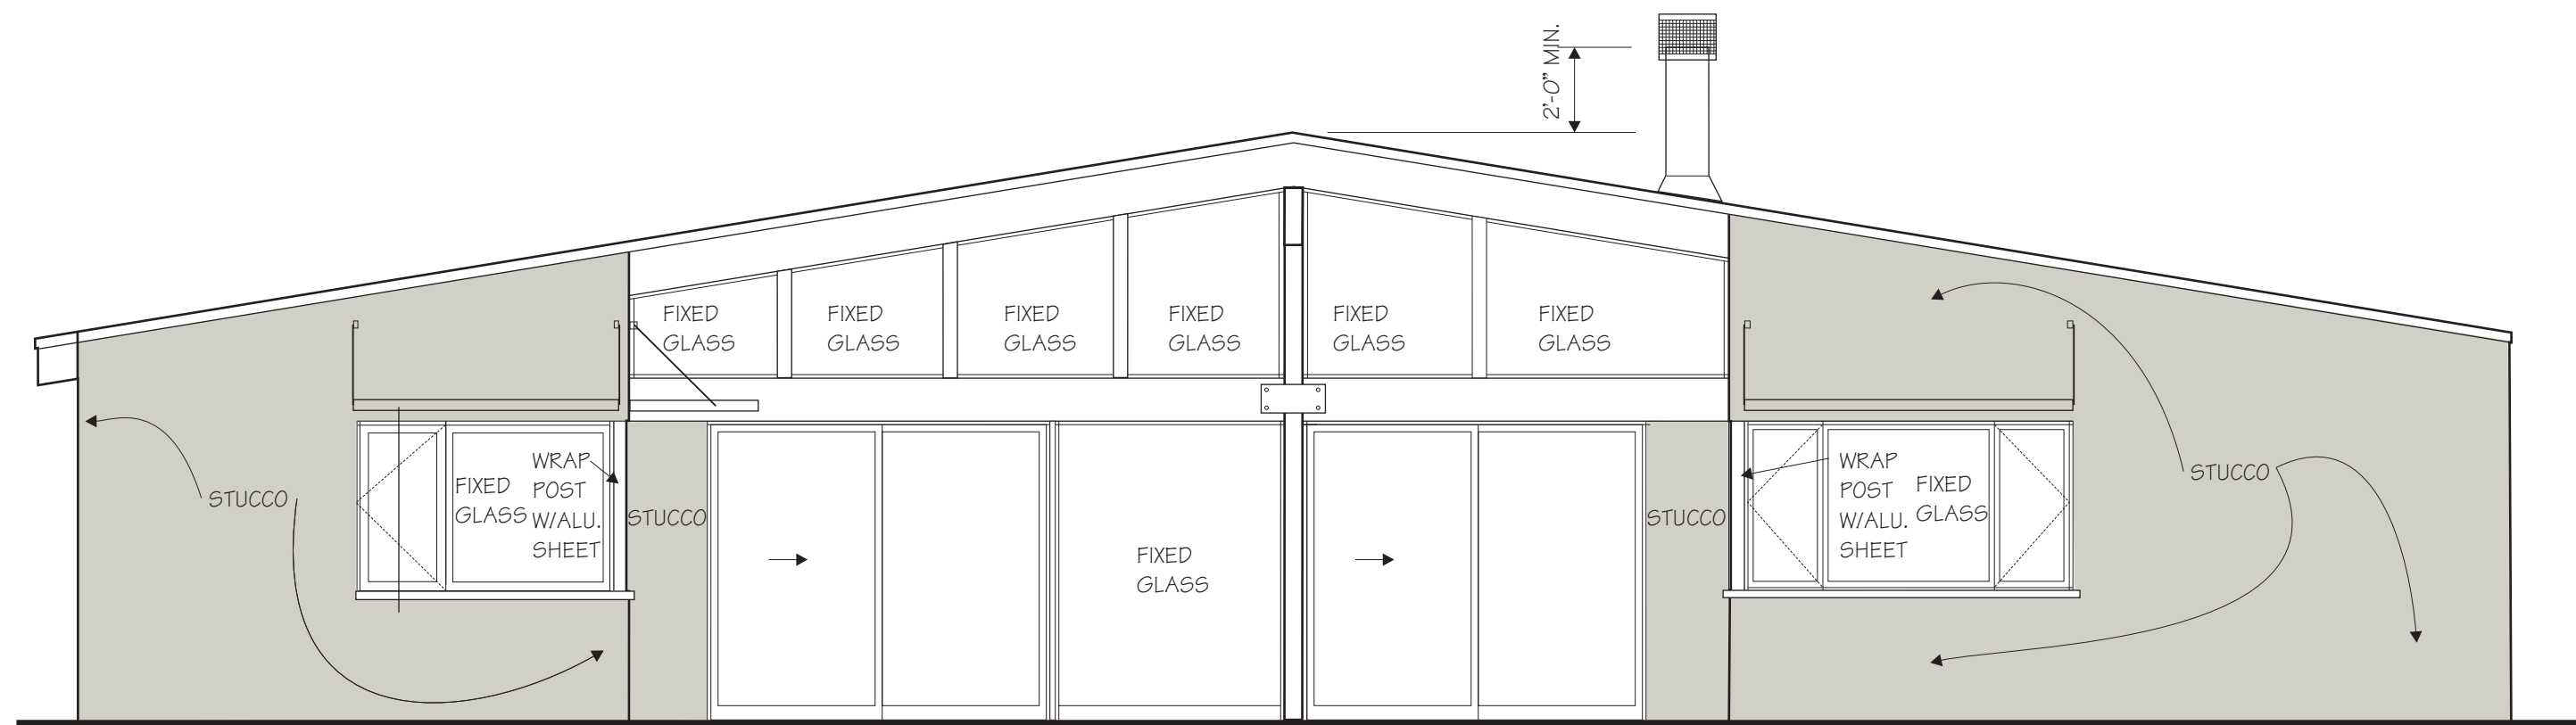 2'-0" MIN.
FIXED
GLASS
FIXED
GLASS
FIXED
GLASS
FIXED
GLASS
FIXED
GLASS
FIXED
GLASS
STUCCO
FIXED
GLASS
WRAP
POST
W/ALU.
SHEET
STUCCO
FIXED
GLASS
STUCCO
WRAP
POST
W/ALU.
SHEET
FIXED
GLASS
STUCCO